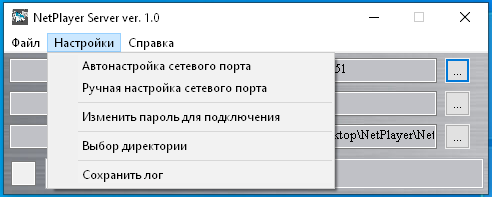 NetPlayer Server ver. 1.0
Файл Настройки Справка
Автонастройка сетевого порта
Ручная настройка сетевого порта
Изменить пароль для подключения
Выбор директории
Сохранить лог
51 ...
...
ktop\NetPlayer\Net ...